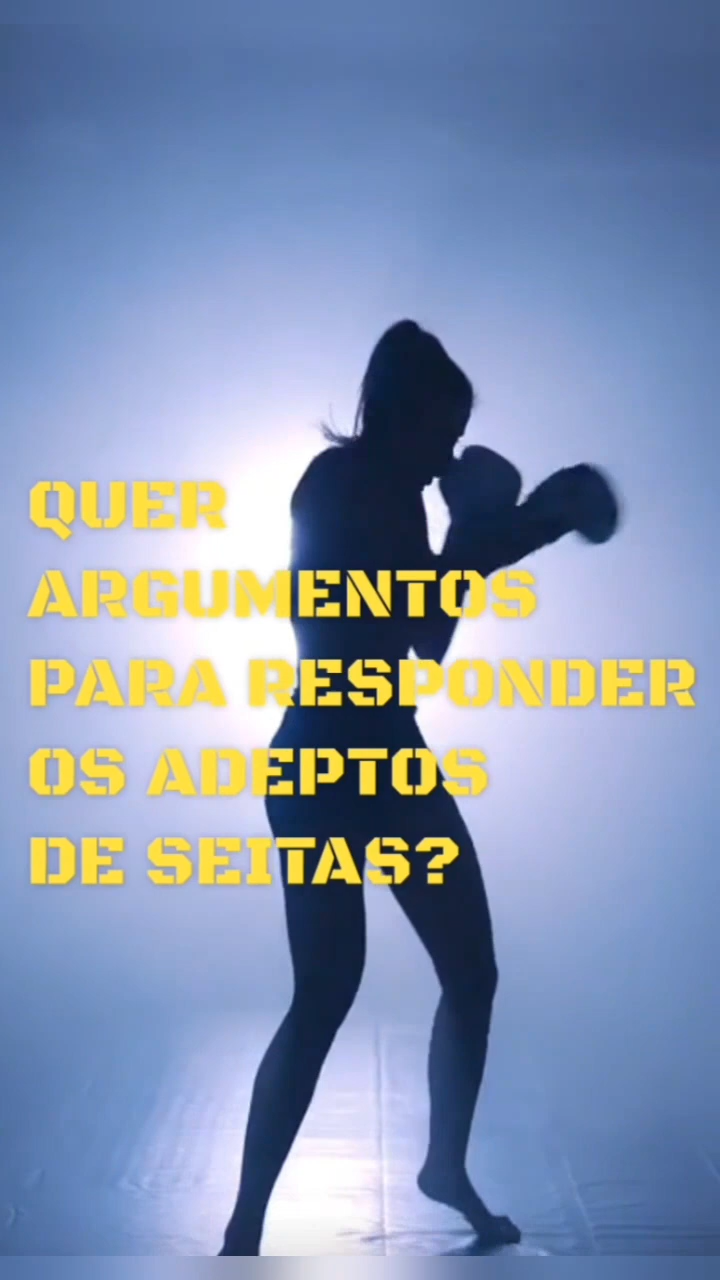 QUER
ARGUMENTOS
PARA RESPONDER
OS ADEPTOS
DE SEITAS?